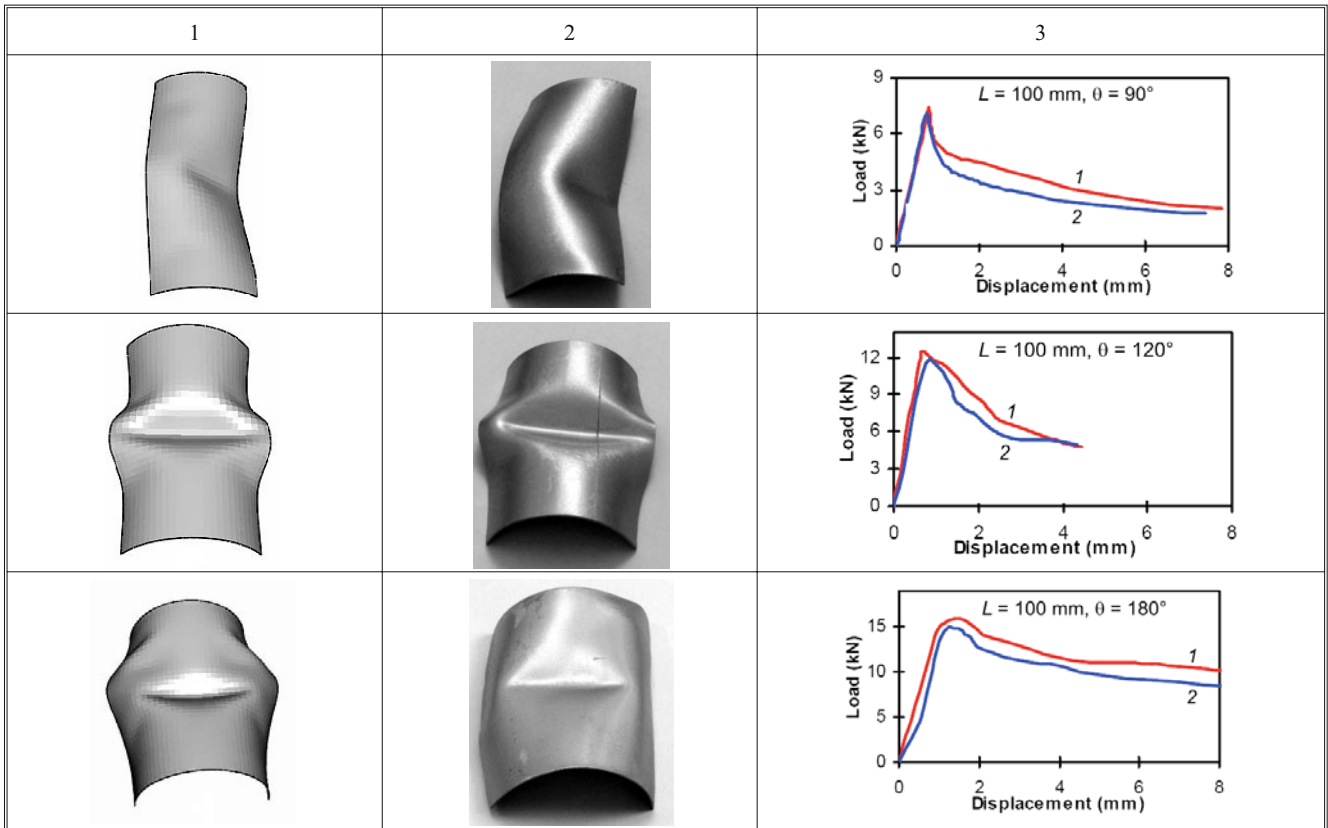 1
2
3
L = 100 mm, θ = 90°
Load (kN)
9
6
3
0
1
2
0 2 4 6 8
Displacement (mm)
L = 100 mm, θ = 120°
Load (kN)
12
9
6
3
0
1
2
0 2 4 6 8
Displacement (mm)
L = 100 mm, θ = 180°
Load (kN)
15
10
5
0
1
2
0 2 4 6 8
Displacement (mm)